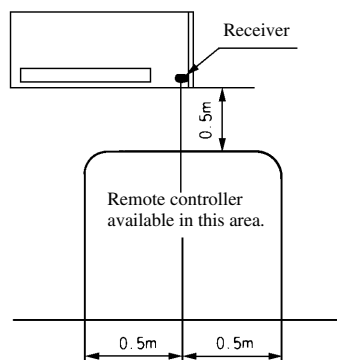 Receiver
0.5m
Remote controller
available in this area.
0.5m
0.5m